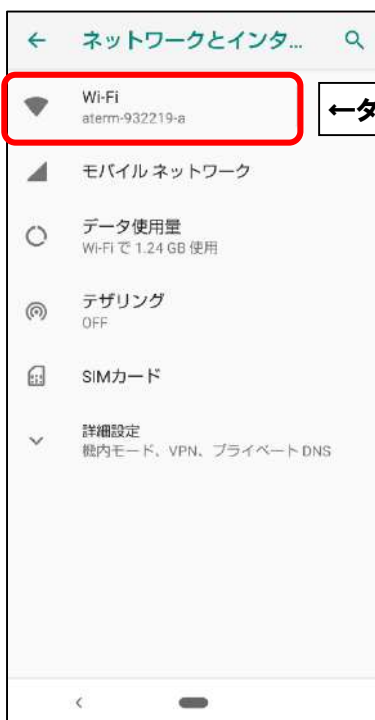 ネットワークとインタ...
Wi-Fi
aterm-932219-a
←タ
モバイル ネットワーク
データ使用量
Wi-Fi で 1.24 GB 使用
テザリング
OFF
SIMカード
詳細設定
機内モード、VPN、プライベート DNS